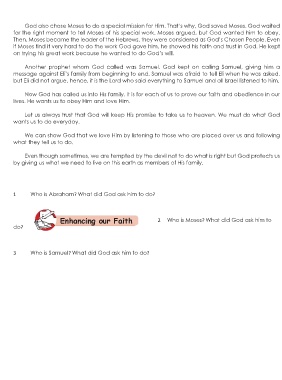 God also chose Moses to do a special mission for Him. That's why, God saved Moses. God waited
for the right moment to tell Moses of his special work. Moses argued, but God wanted him to obey.
Then, Moses became the leader of the Hebrews, they were considered as God's Chosen People. Even
if Moses find it very hard to do the work God gave him, he showed his faith and trust in God. He kept
on trying his great work because he wanted to do God's will.
Another prophet whom God called was Samuel. God kept on calling Samuel, giving him a
message against Eli's family from beginning to end. Samuel was afraid to tell Eli when he was asked,
but Eli did not argue, hence, it is the Lord who said everything to Samuel and all Israel listened to him.
Now God has called us into His family. It is for each of us to prove our faith and obedience in our
lives. He wants us to obey Him and love Him.
Let us always trust that God will keep His promise to take us to heaven. We must do what God
wants us to do everyday.
We can show God that we love Him by listening to those who are placed over us and following
what they tell us to do.
Even though sometimes, we are tempted by the devil not to do what is right but God protects us
by giving us what we need to live on this earth as members of His family.
1 Who is Abraham? What did God ask him to do?
Enhancing our Faith
2 Who is Moses? What did God ask him to
do?
3 Who is Samuel? What did God ask him to do?